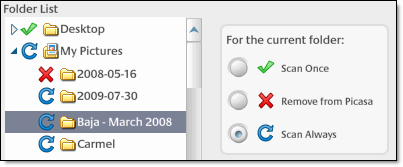 Folder List
Desktop
My Pictures
2008-05-16
2009-07-30
Baja - March 2008
Carmel
For the current folder:
Scan Once
Remove from Picasa
Scan Always